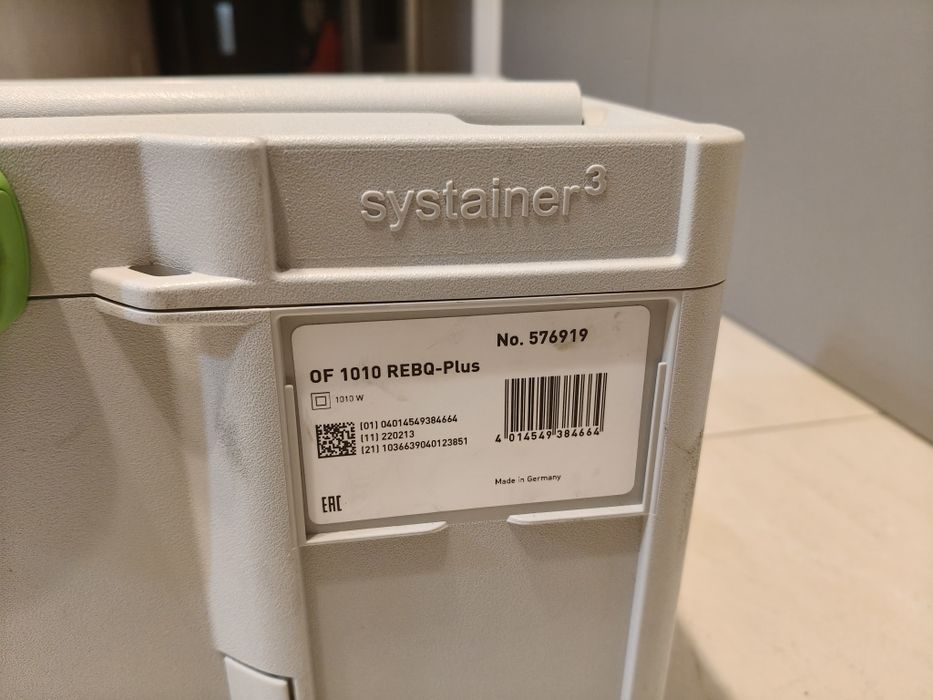 systainer³
No. 576919
OF 1010 REBQ-Plus
1010 W
(01) 04014549384664
(11) 220213
(21) 1036639040123851
4 014549 384664
Made in Germany
EAC